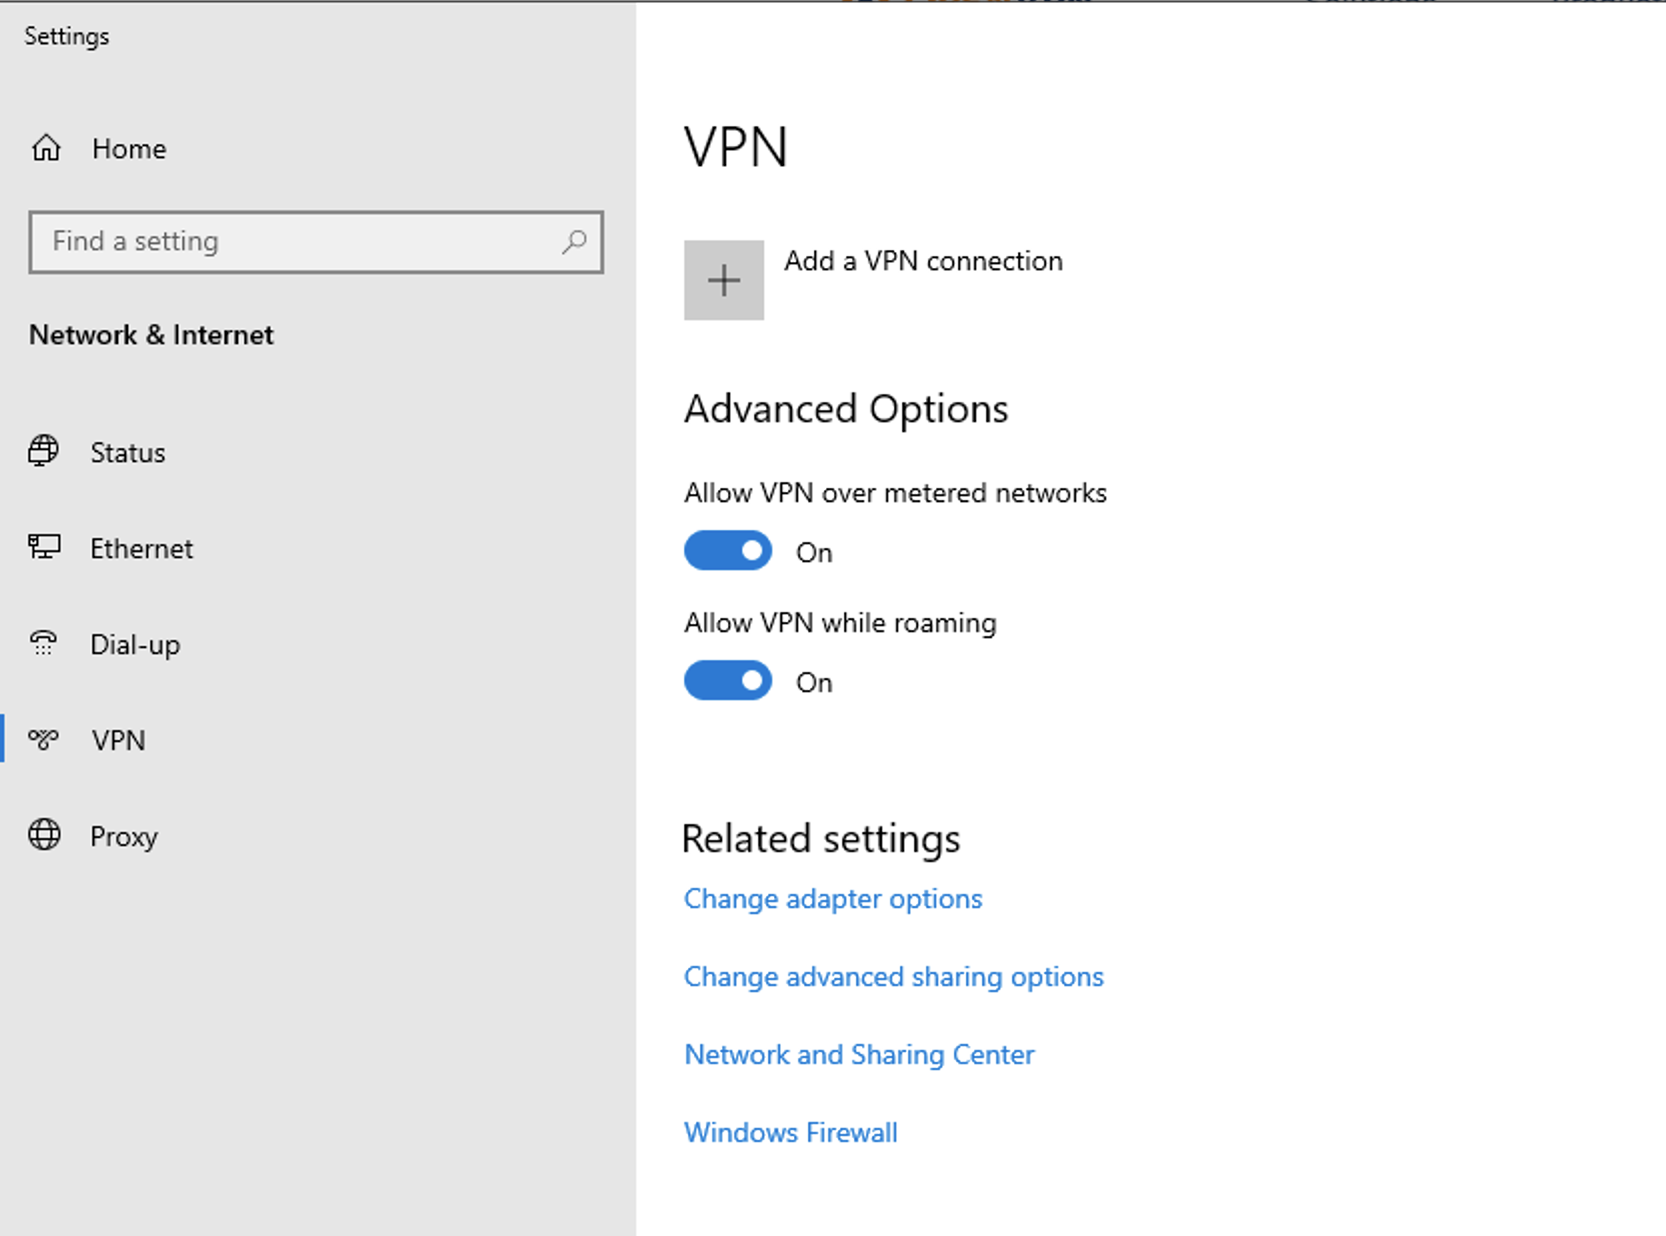 Settings
Home
Find a setting
Network & Internet
Status
Ethernet
Dial-up
VPN
Proxy
VPN
Add a VPN connection
Advanced Options
Allow VPN over metered networks
On
Allow VPN while roaming
On
Related settings
Change adapter options
Change advanced sharing options
Network and Sharing Center
Windows Firewall